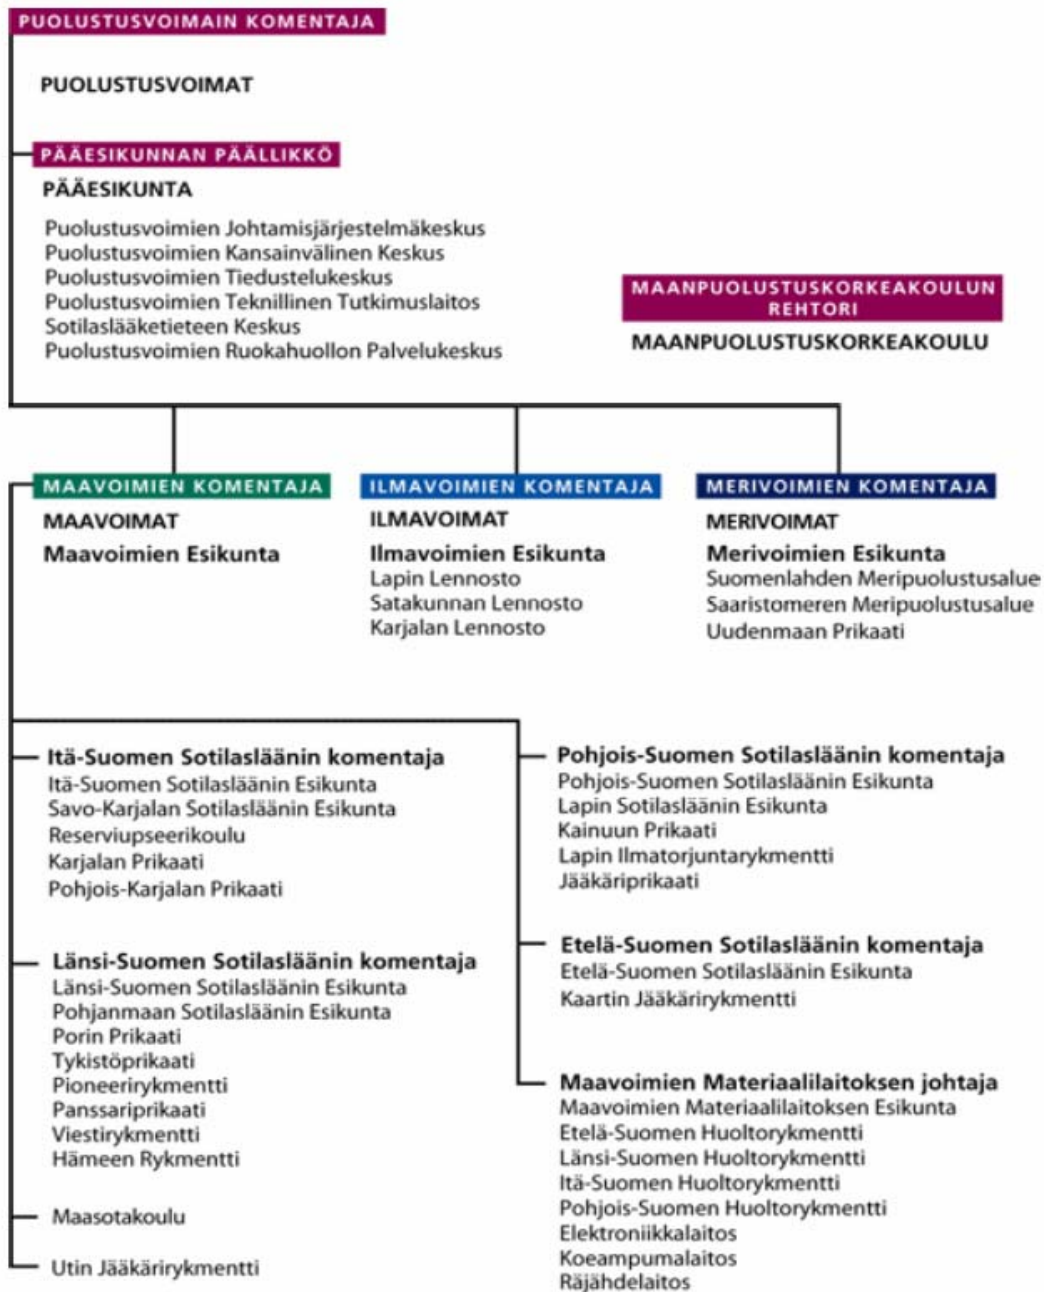 PUOLUSTUSVOIMAIN KOMENTAJA
PUOLUSTUSVOIMAT
PÄÄESIKUNNAN PÄÄLLIKKÖ
PÄÄESIKUNTA
Puolustusvoimien Johtamisjärjestelmäkeskus
Puolustusvoimien Kansainvälinen Keskus
Puolustusvoimien Tiedustelukeskus
Puolustusvoimien Teknillinen Tutkimuslaitos
Sotilaslääketieteen Keskus
Puolustusvoimien Ruokahuollon Palvelukeskus
MAANPUOLUSTUSKORKEAKOULUN
REHTORI
MAANPUOLUSTUSKORKEAKOULU
MAAVOIMIEN KOMENTAJA
MAAVOIMAT
Maavoimien Esikunta
ILMAVOIMIEN KOMENTAJA
ILMAVOIMAT
Ilmavoimien Esikunta
Lapin Lennosto
Satakunnan Lennosto
Karjalan Lennosto
MERIVOIMIEN KOMENTAJA
MERIVOIMAT
Merivoimien Esikunta
Suomenlahden Meripuolustusalue
Saaristomeren Meripuolustusalue
Uudenmaan Prikaati
Itä-Suomen Sotilasläänin komentaja
Itä-Suomen Sotilasläänin Esikunta
Savo-Karjalan Sotilasläänin Esikunta
Reserviupseerikoulu
Karjalan Prikaati
Pohjois-Karjalan Prikaati
Länsi-Suomen Sotilasläänin komentaja
Länsi-Suomen Sotilasläänin Esikunta
Pohjanmaan Sotilasläänin Esikunta
Porin Prikaati
Tykistöprikaati
Pioneerirykmentti
Panssariprikaati
Viestirykmentti
Hämeen Rykmentti
Maasotakoulu
Utin Jääkärirykmentti
Pohjois-Suomen Sotilasläänin komentaja
Pohjois-Suomen Sotilasläänin Esikunta
Lapin Sotilasläänin Esikunta
Kainuun Prikaati
Lapin Ilmatorjuntarykmentti
Jääkäriprikaati
Etelä-Suomen Sotilasläänin komentaja
Etelä-Suomen Sotilasläänin Esikunta
Kaartin Jääkärirykmentti
Maavoimien Materiaalilaitoksen johtaja
Maavoimien Materiaalilaitoksen Esikunta
Etelä-Suomen Huoltorykmentti
Länsi-Suomen Huoltorykmentti
Itä-Suomen Huoltorykmentti
Pohjois-Suomen Huoltorykmentti
Elektroniikkalaitos
Koeampumalaitos
Räjähdelaitos